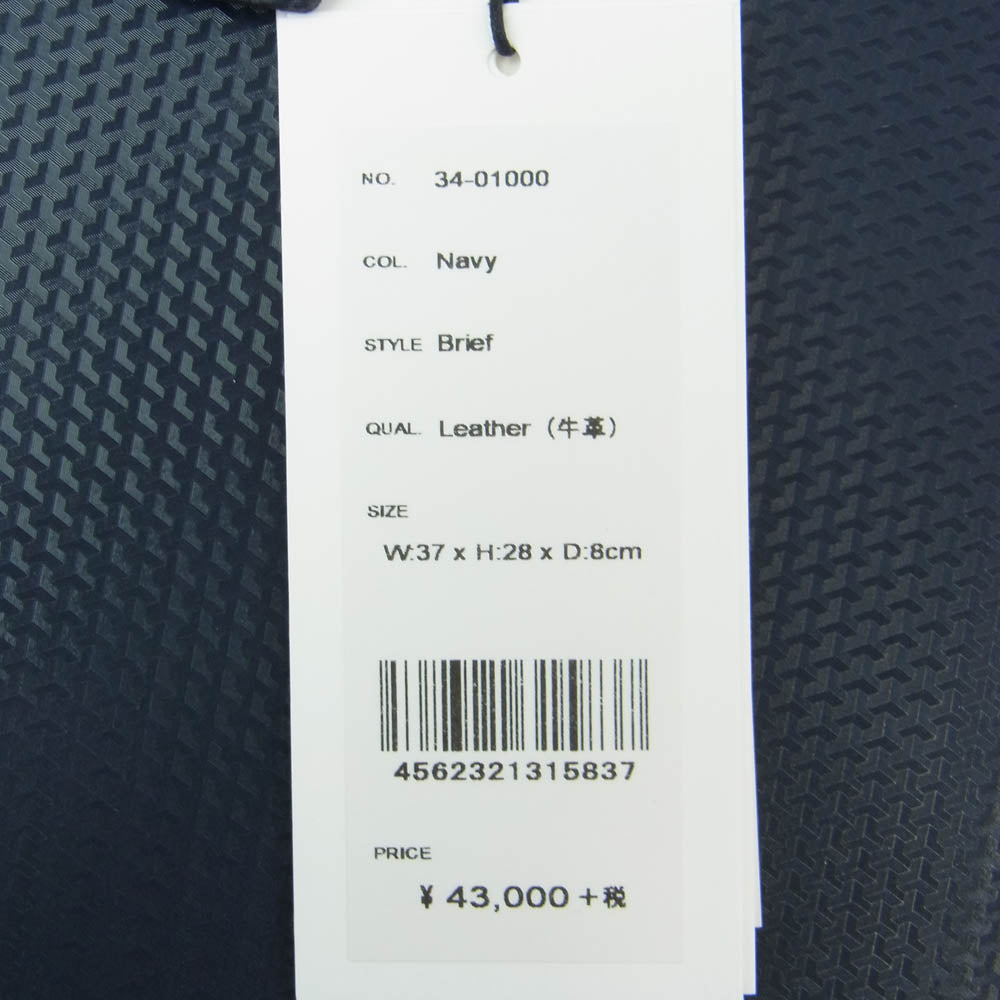 NO. 34-01000
COL. Navy
STYLE Brief
QUAL. Leather (牛革)
SIZE
W:37 x H:28 x D:8cm
4562321315837
PRICE
¥ 43,000 +税